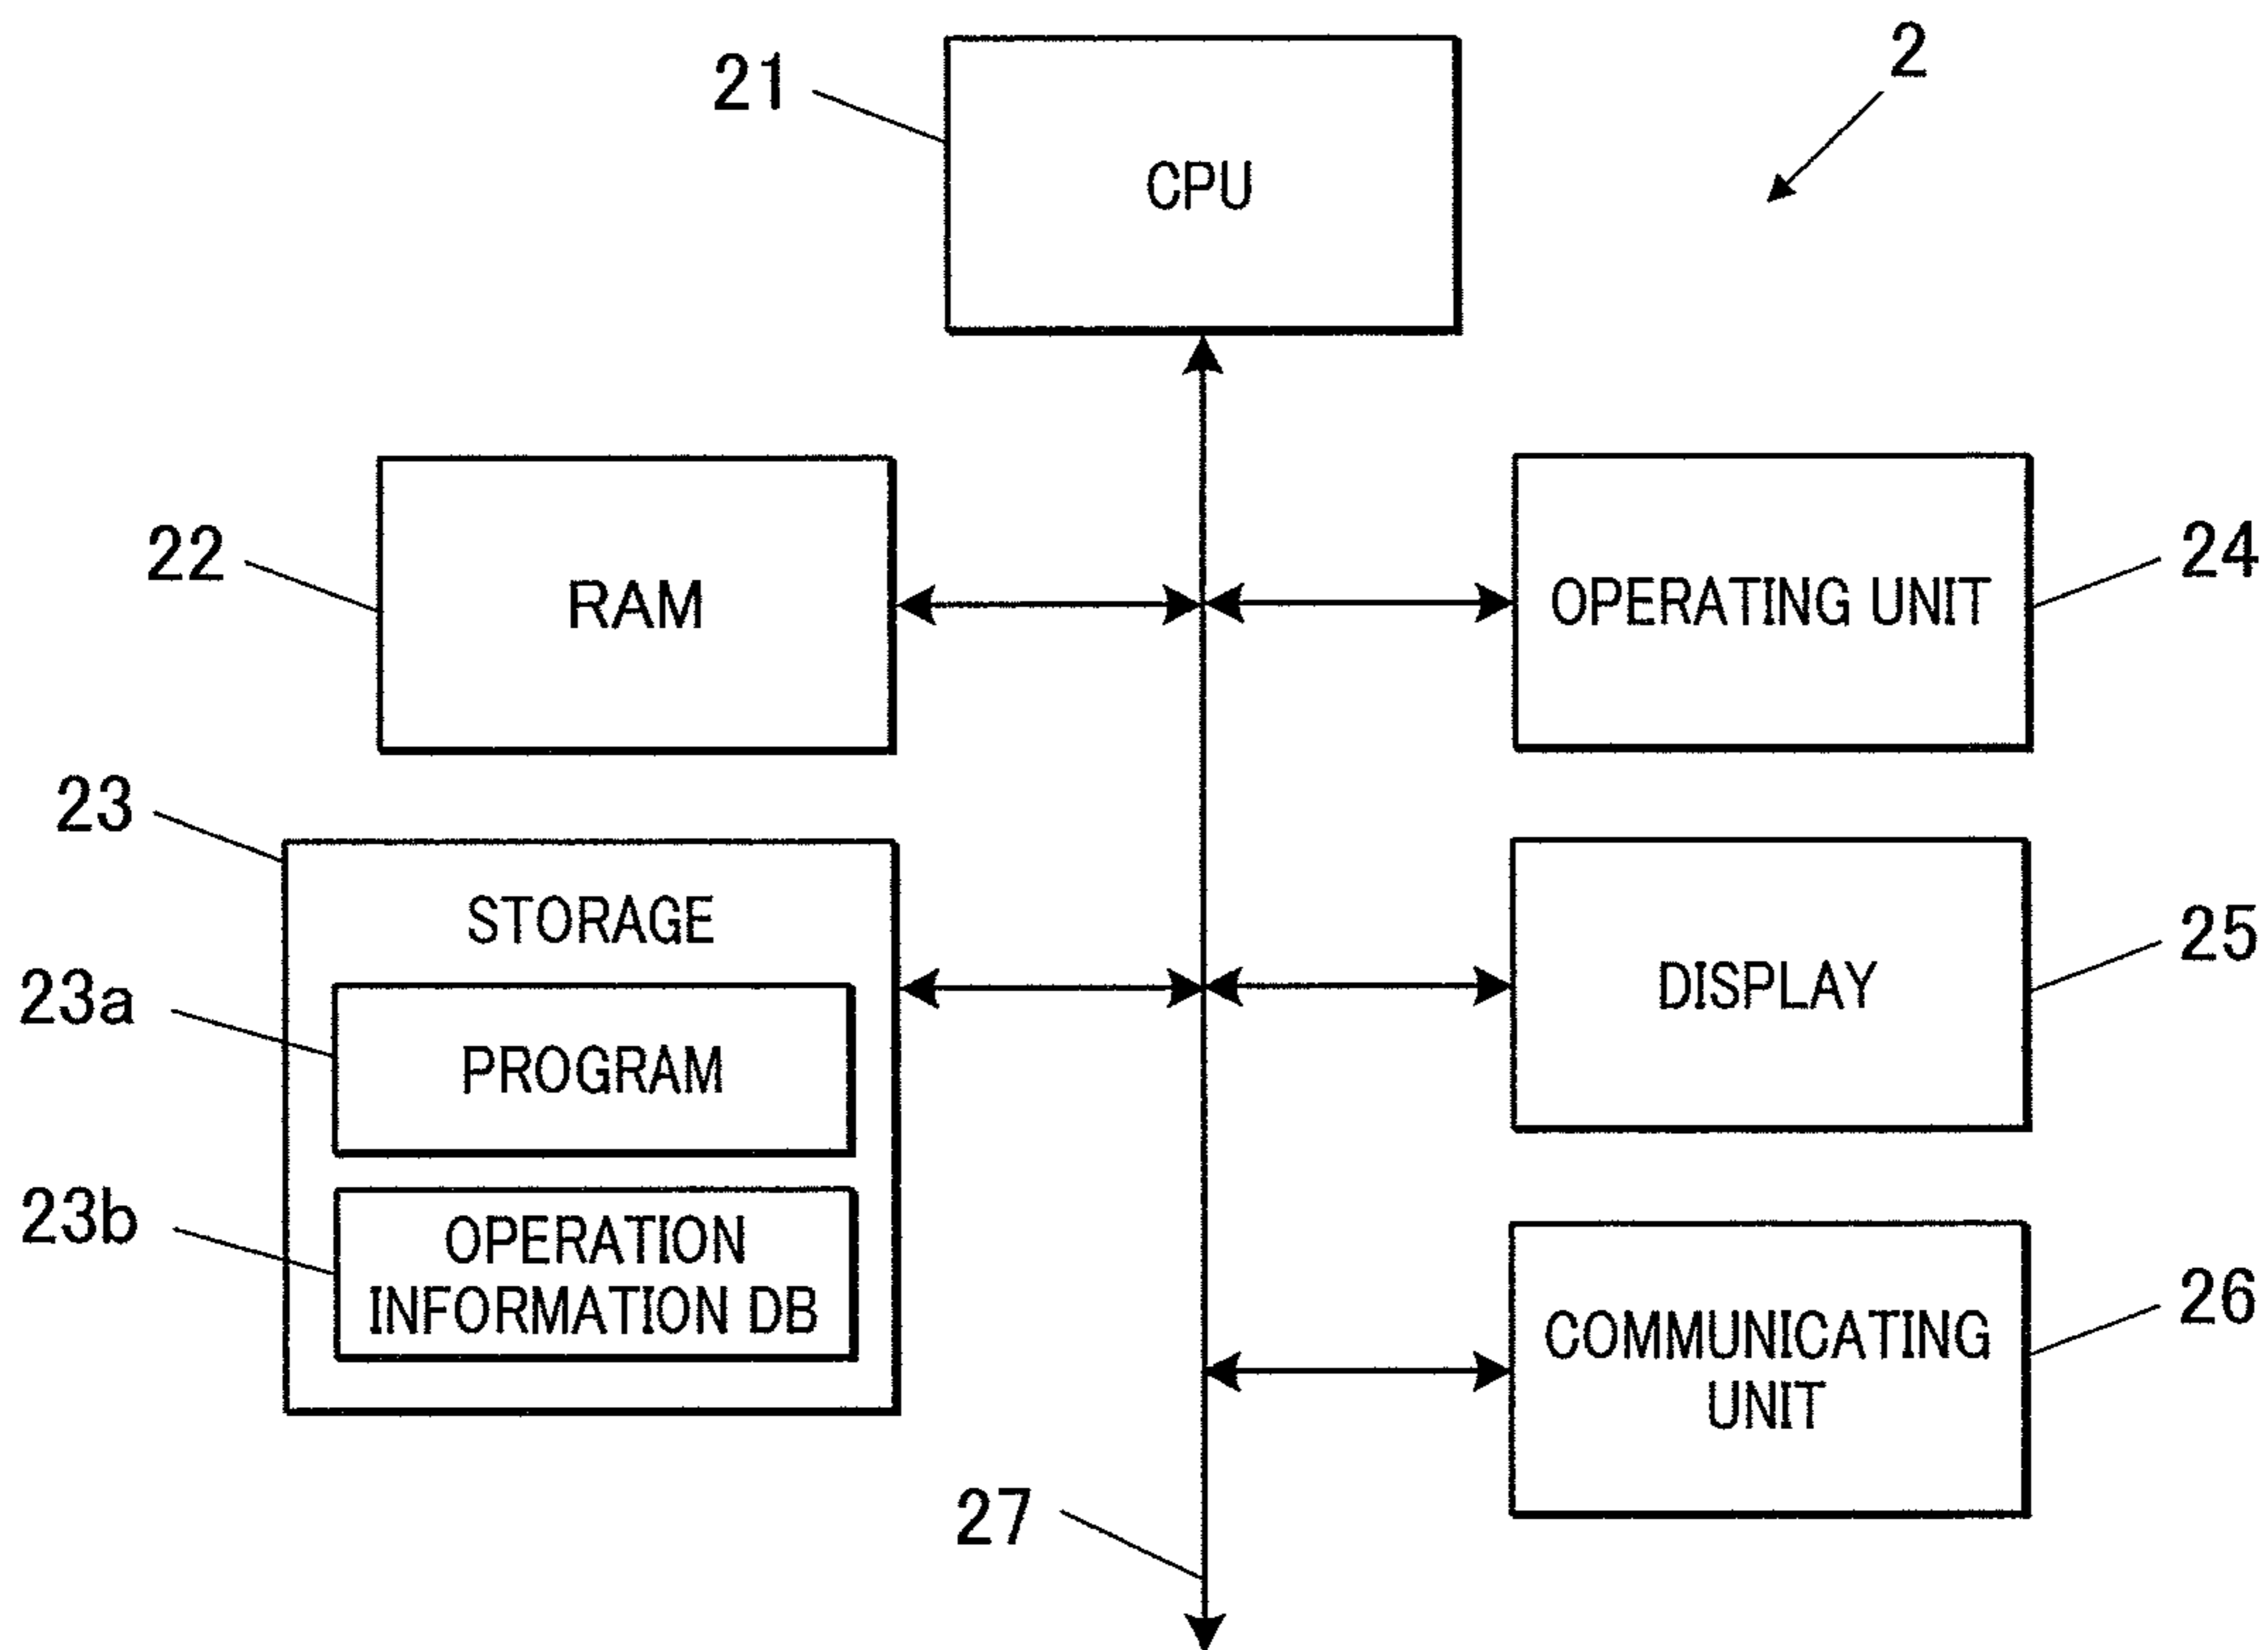 2
21
CPU
22
RAM
24
OPERATING UNIT
23
STORAGE
23a
PROGRAM
23b
OPERATION
INFORMATION DB
25
DISPLAY
26
COMMUNICATING
UNIT
27